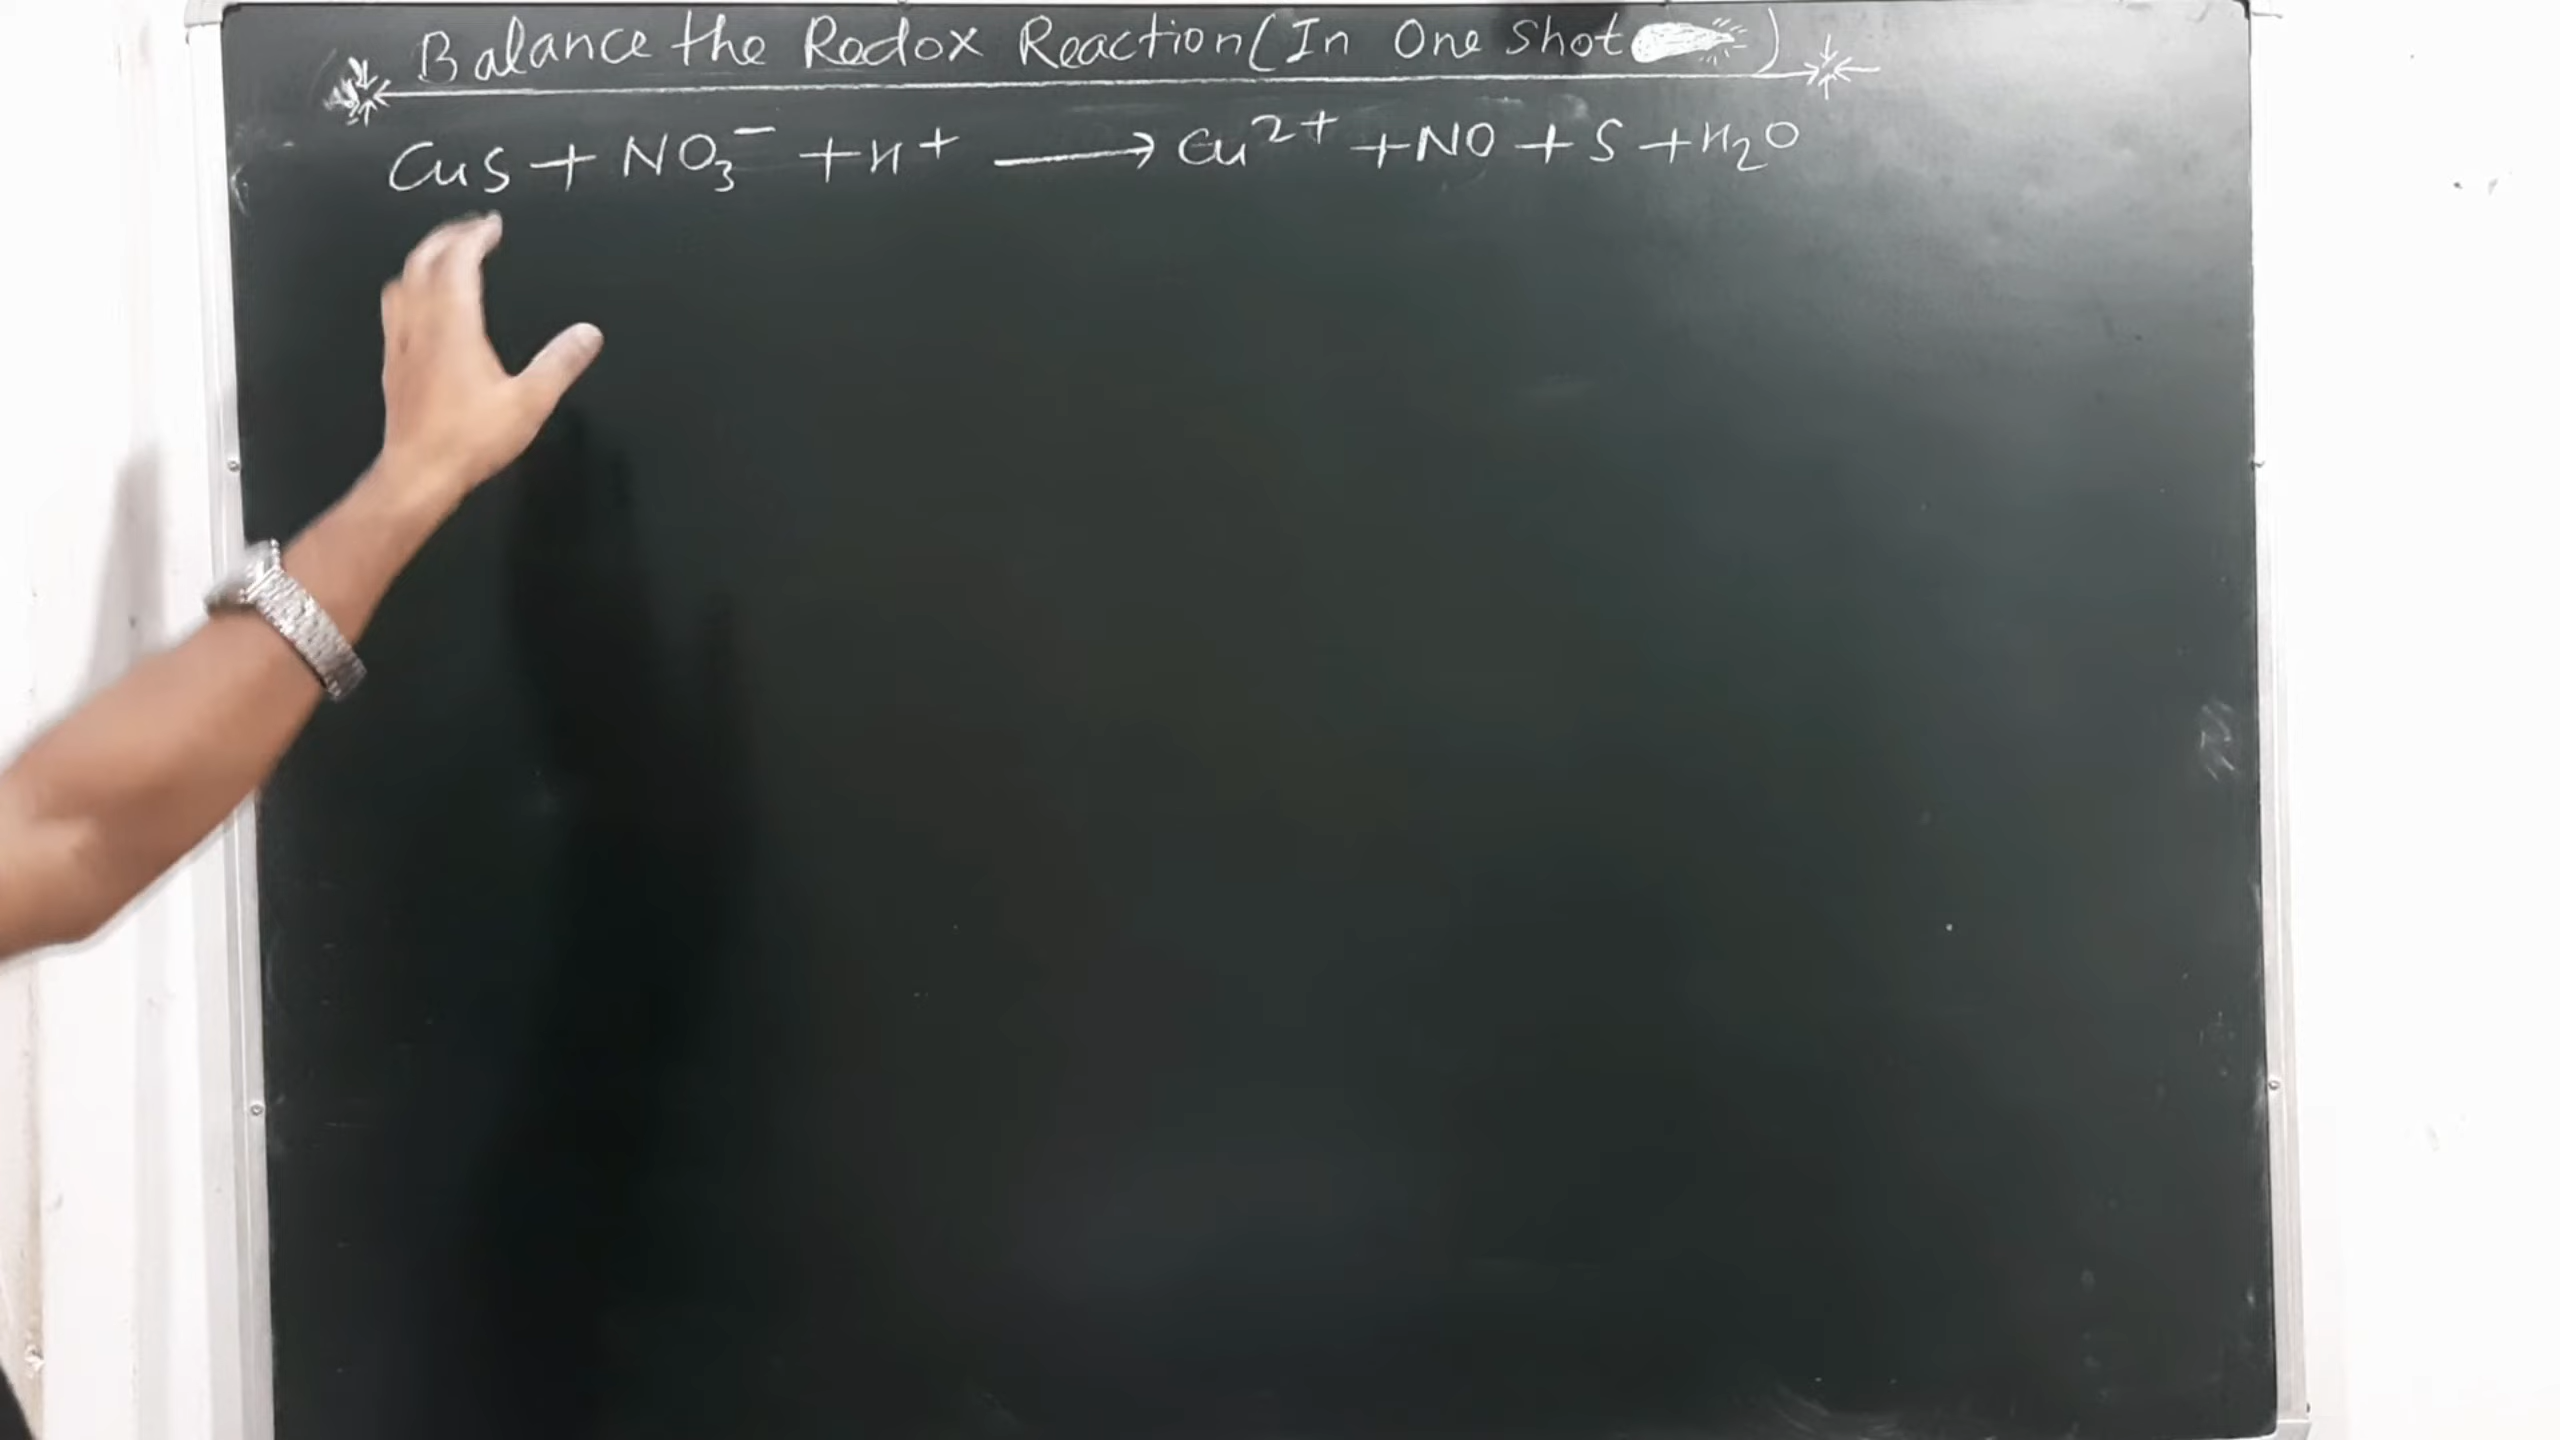 Balance the Redox Reaction (In One Shot )
CuS + NO₃⁻ + H⁺ ⟶ Cu²⁺ + NO + S + H₂O